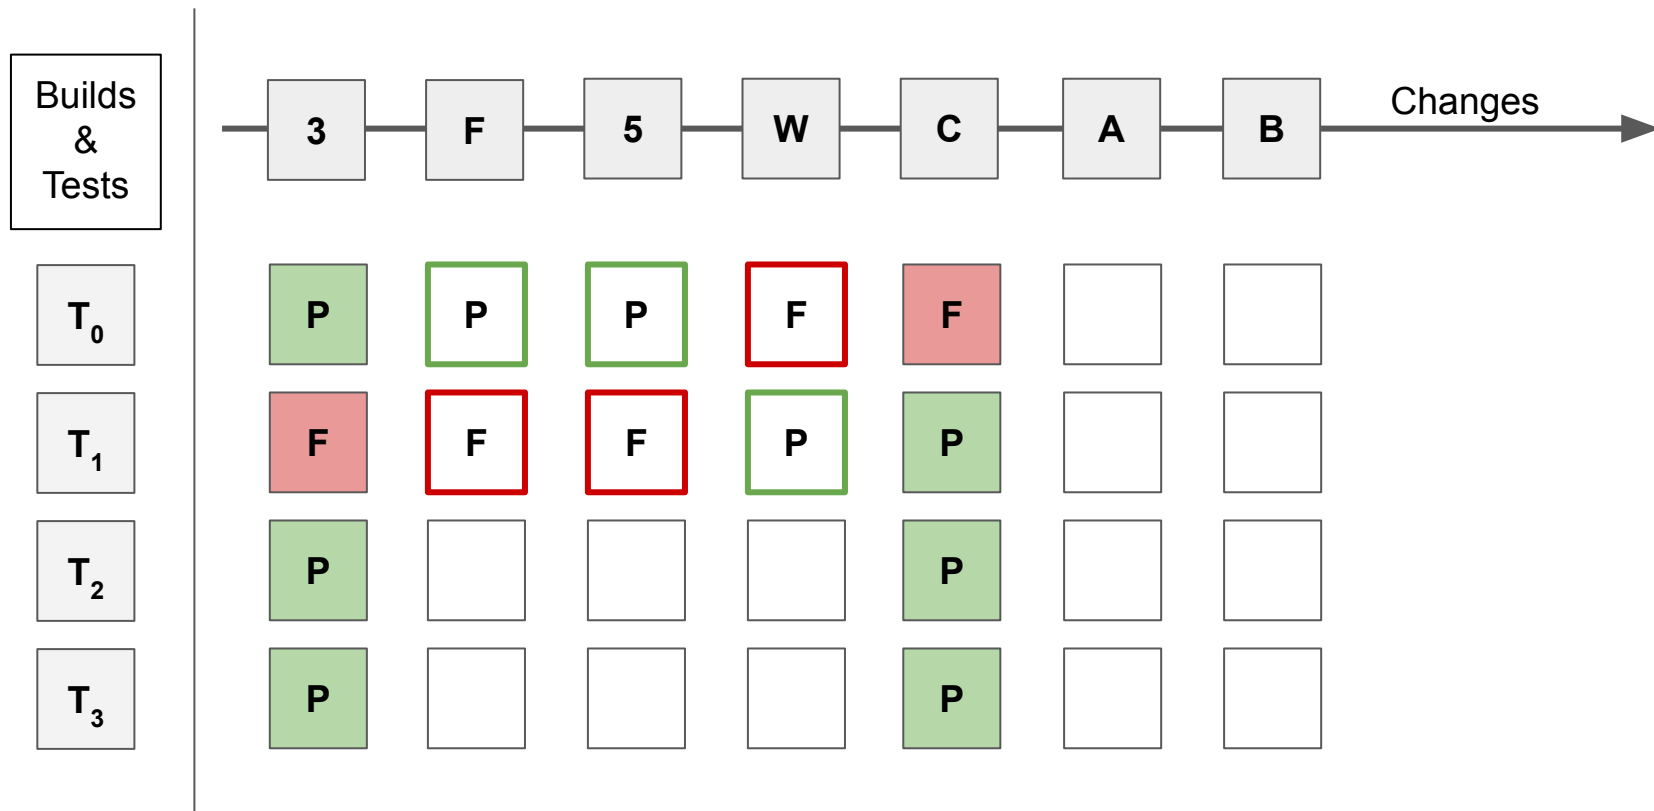 Builds
&
Tests
3 F 5 W C A B
Changes
T0 P P P F F
T1 F F F P P
T2 P P
T3 P P